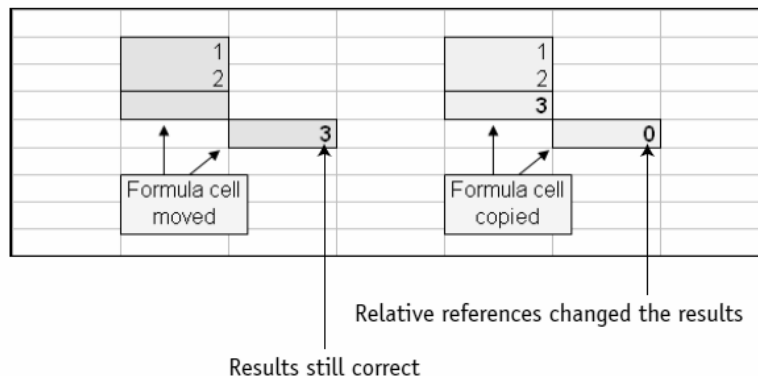 1 1
2 2
3
3 0
Formula cell
moved
Formula cell
copied
Relative references changed the results
Results still correct